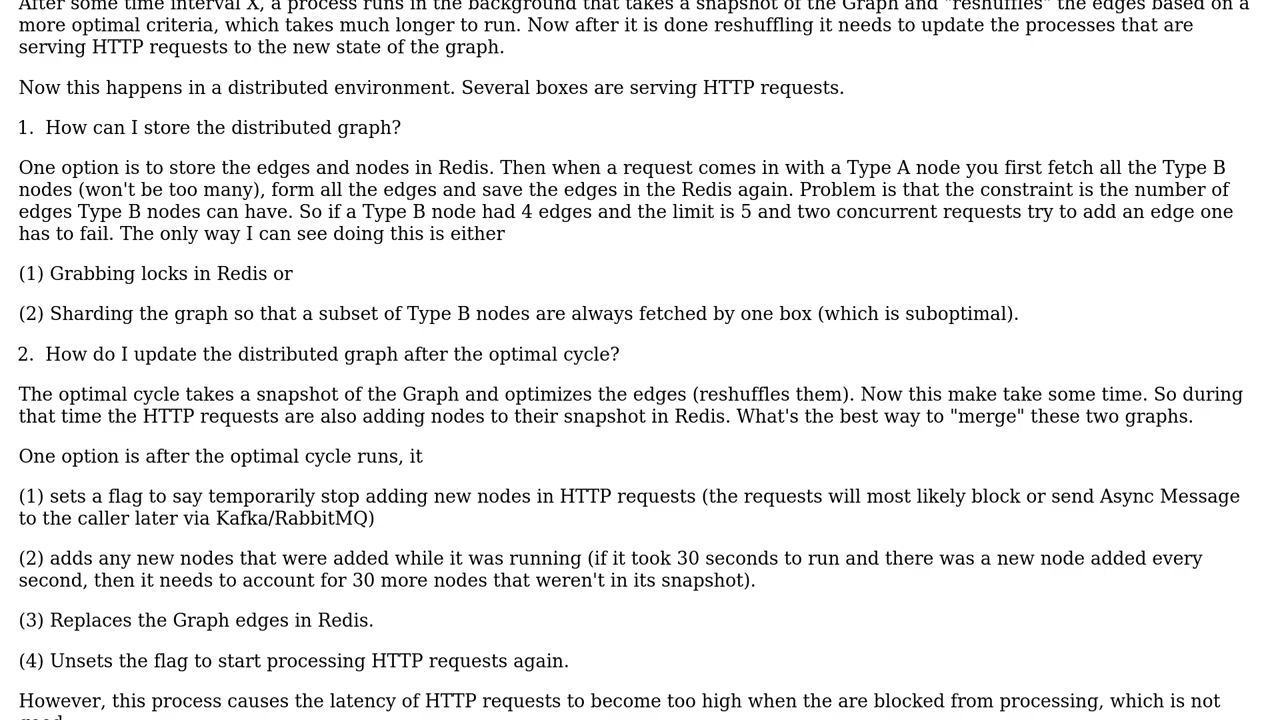 After some time interval X, a process runs in the background that takes a snapshot of the Graph and "reshuffles" the edges based on a
more optimal criteria, which takes much longer to run. Now after it is done reshuffling it needs to update the processes that are
serving HTTP requests to the new state of the graph.
Now this happens in a distributed environment. Several boxes are serving HTTP requests.
1. How can I store the distributed graph?
One option is to store the edges and nodes in Redis. Then when a request comes in with a Type A node you first fetch all the Type B
nodes (won't be too many), form all the edges and save the edges in the Redis again. Problem is that the constraint is the number of
edges Type B nodes can have. So if a Type B node had 4 edges and the limit is 5 and two concurrent requests try to add an edge one
has to fail. The only way I can see doing this is either
(1) Grabbing locks in Redis or
(2) Sharding the graph so that a subset of Type B nodes are always fetched by one box (which is suboptimal).
2. How do I update the distributed graph after the optimal cycle?
The optimal cycle takes a snapshot of the Graph and optimizes the edges (reshuffles them). Now this make take some time. So during
that time the HTTP requests are also adding nodes to their snapshot in Redis. What's the best way to "merge" these two graphs.
One option is after the optimal cycle runs, it
(1) sets a flag to say temporarily stop adding new nodes in HTTP requests (the requests will most likely block or send Async Message
to the caller later via Kafka/RabbitMQ)
(2) adds any new nodes that were added while it was running (if it took 30 seconds to run and there was a new node added every
second, then it needs to account for 30 more nodes that weren't in its snapshot).
(3) Replaces the Graph edges in Redis.
(4) Unsets the flag to start processing HTTP requests again.
However, this process causes the latency of HTTP requests to become too high when the are blocked from processing, which is not